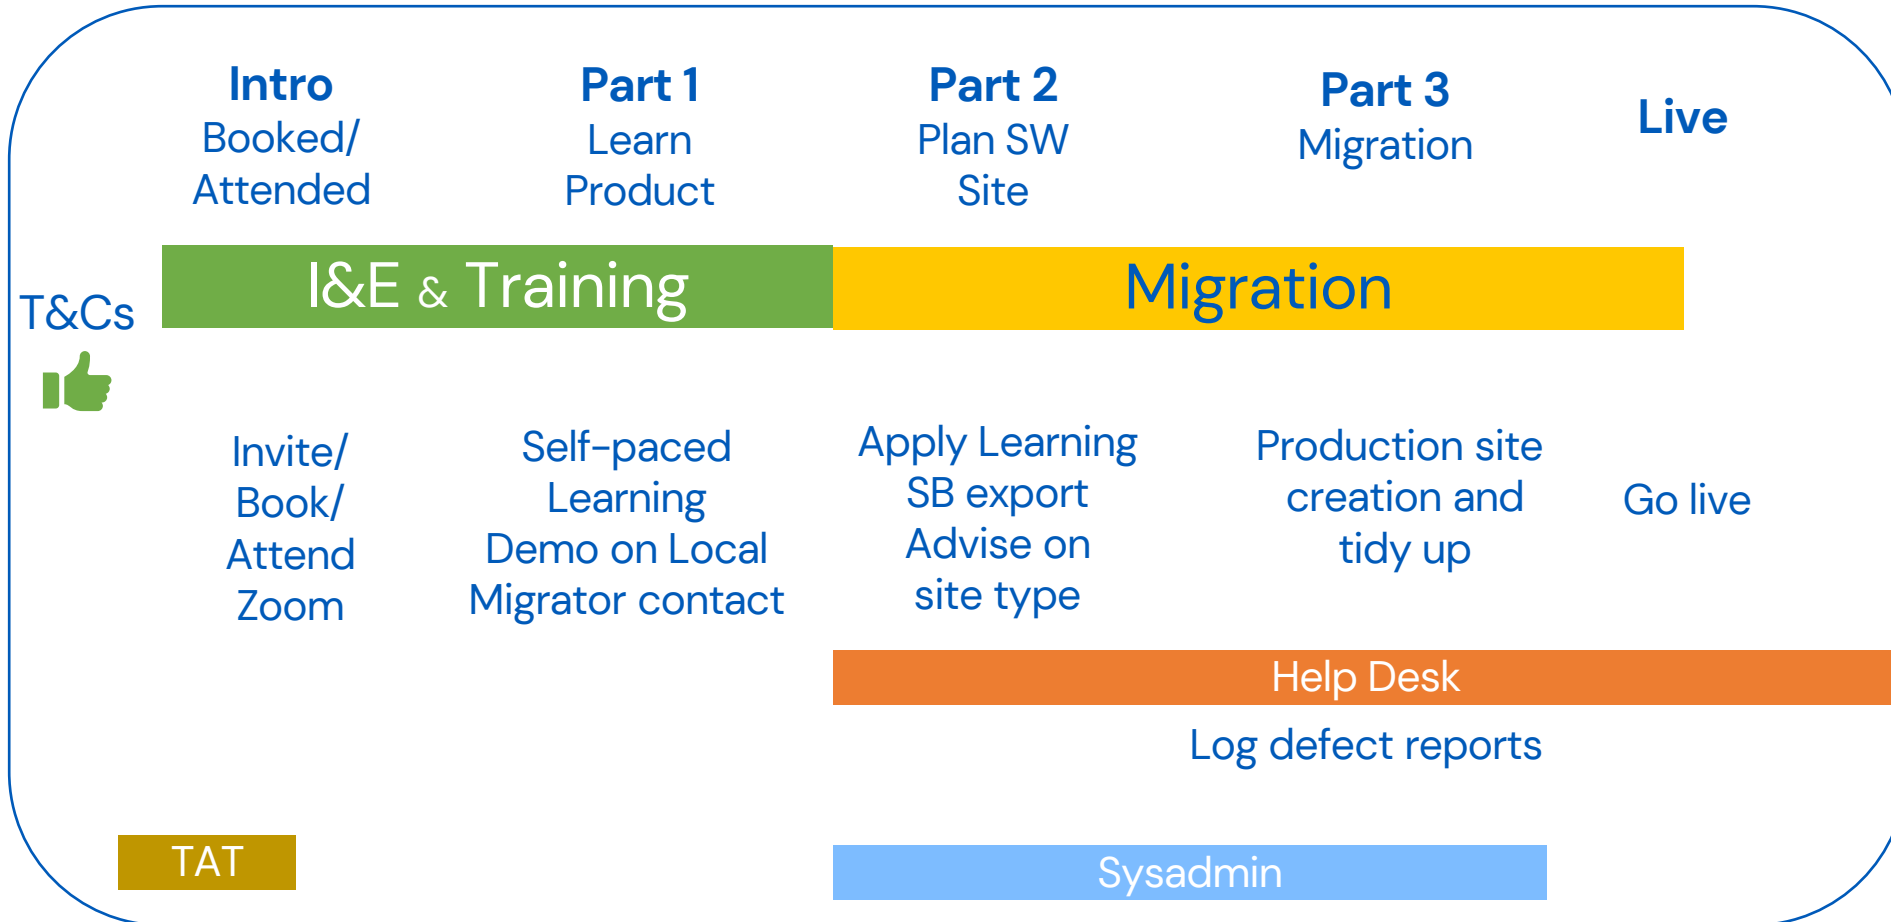 Intro
Booked/
Attended
Part 1
Learn
Product
Part 2
Plan SW
Site
Part 3
Migration
Live
T&Cs
I&E & Training
Migration
Invite/
Book/
Attend
Zoom
Self-paced
Learning
Demo on Local
Migrator contact
Apply Learning
SB export
Advise on
site type
Production site
creation and
tidy up
Go live
Help Desk
Log defect reports
TAT
Sysadmin